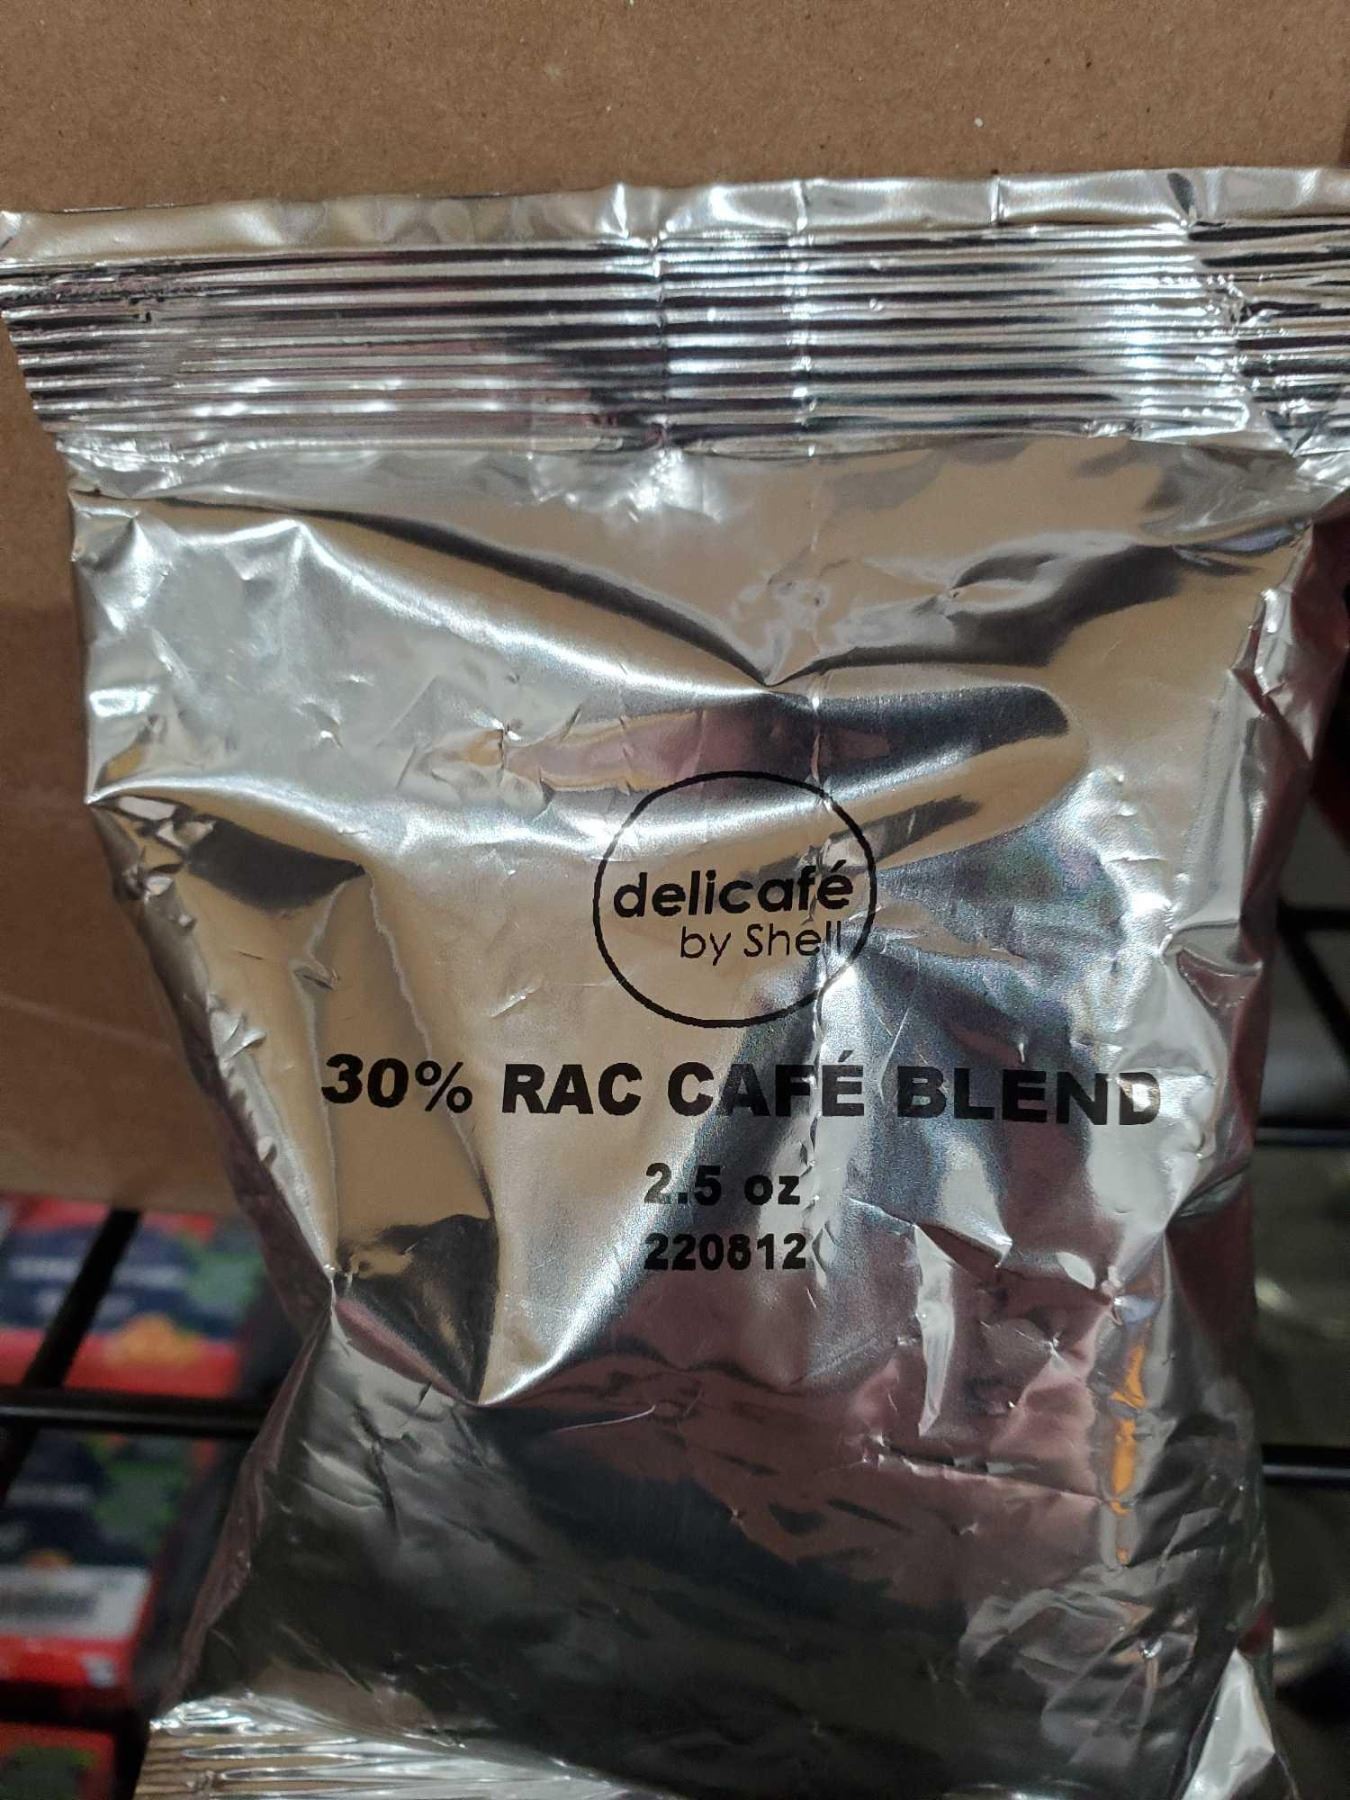 delicafé
by Shell
30% RAC CAFÉ BLEND
2.5 oz
220812